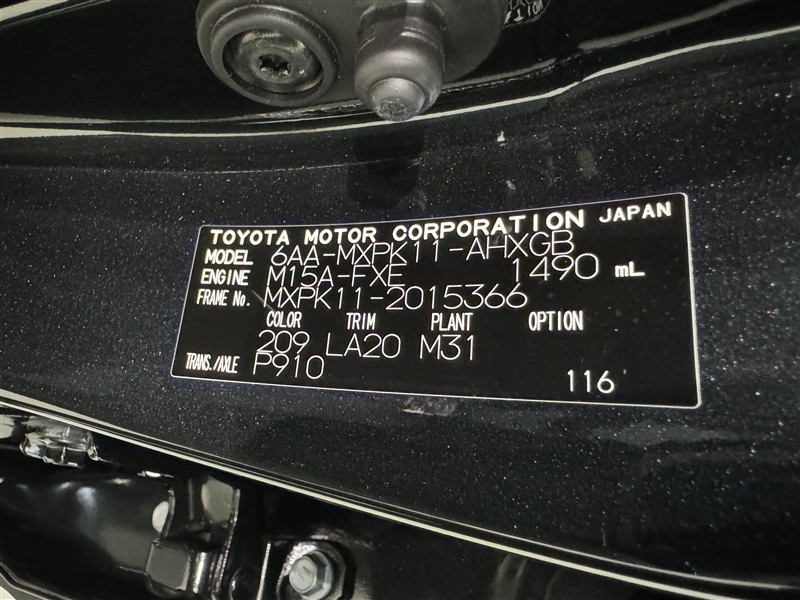 TOYOTA MOTOR CORPORATION JAPAN
MODEL 6AA-MXPK11-AHXGB
ENGINE M15A-FXE 1490 mL
FRAME No. MXPK11-2015366
COLOR TRIM PLANT OPTION
209 LA20 M31
TRANS./AXLE P910
116